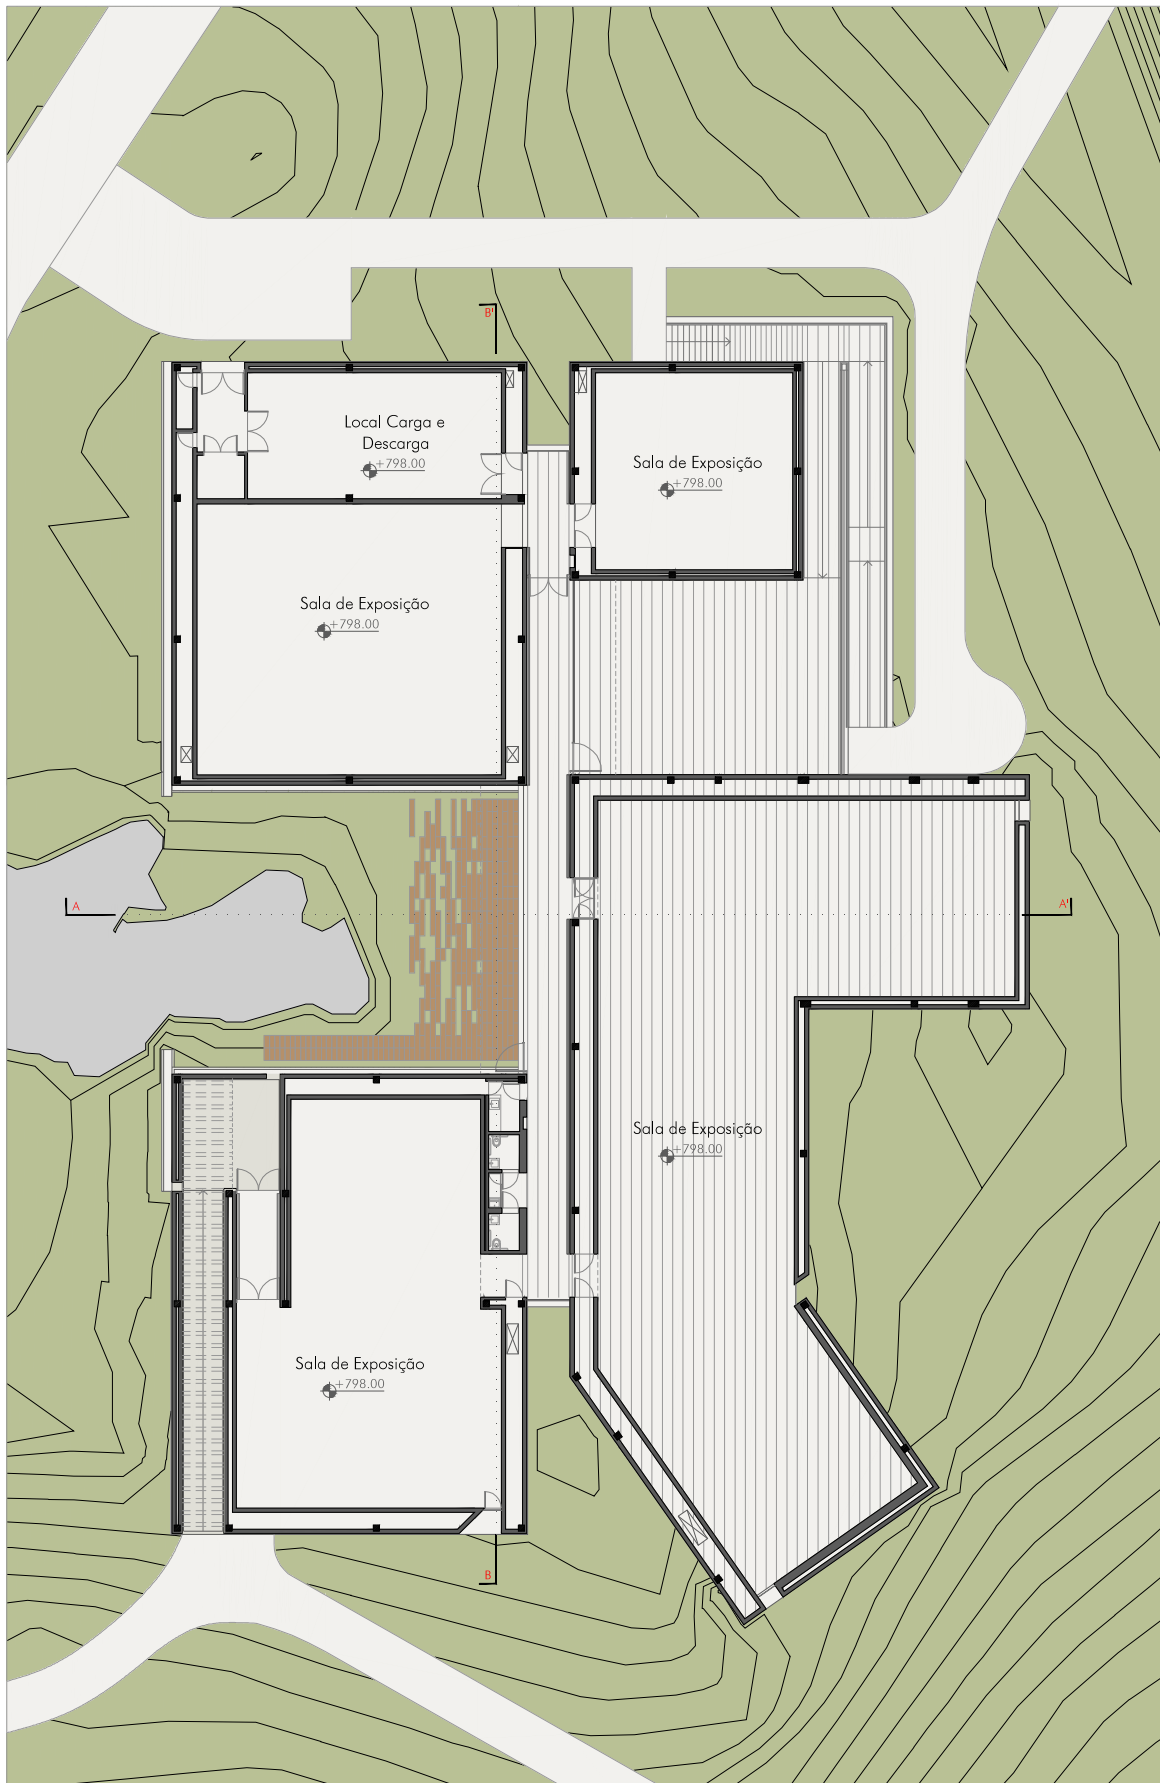 B'
Local Carga e
Descarga
+798.00
Sala de Exposição
+798.00
Sala de Exposição
+798.00
A
A'
Sala de Exposição
+798.00
Sala de Exposição
+798.00
B